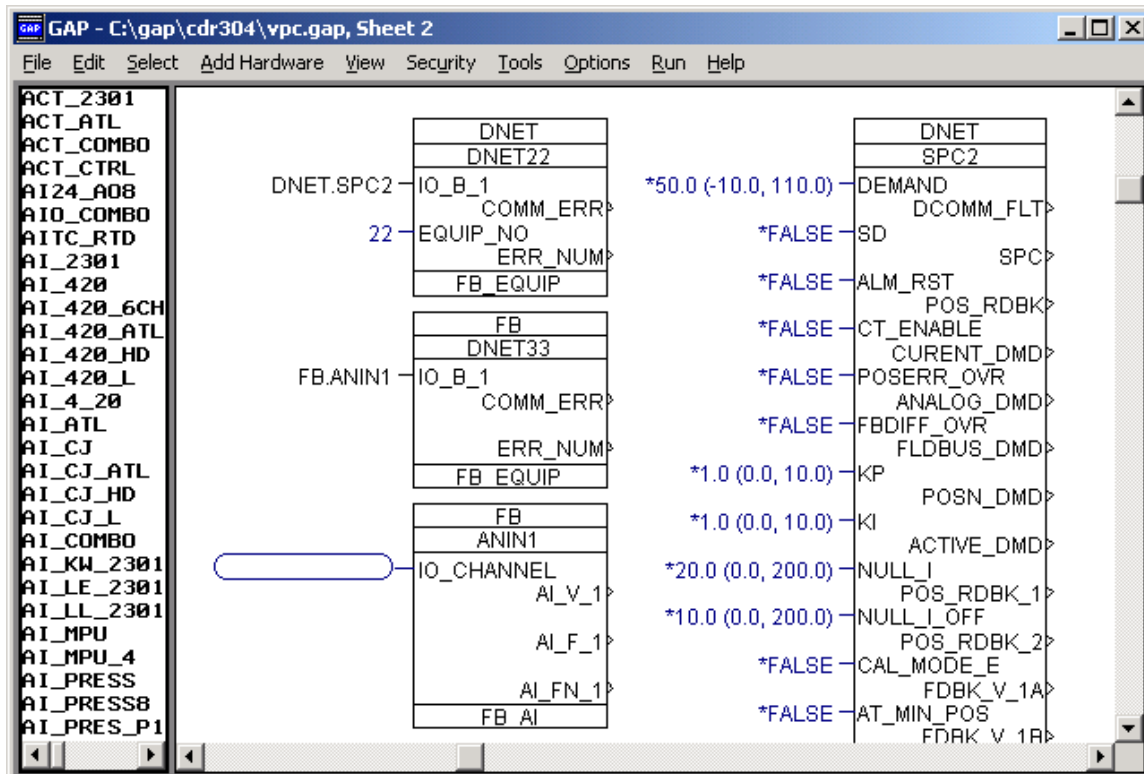 GAP - C:\gap\cdr304\vpc.gap, Sheet 2
File Edit Select Add Hardware View Security Tools Options Run Help
ACT_2301
ACT_ATL
ACT_COMBO
ACT_CTRL
AI24_AO8
AIO_COMBO
AITC_RTD
AI_2301
AI_420
AI_420_6CH
AI_420_ATL
AI_420_HD
AI_420_L
AI_4_20
AI_ATL
AI_CJ
AI_CJ_ATL
AI_CJ_HD
AI_CJ_L
AI_COMBO
AI_KW_2301
AI_LE_2301
AI_LL_2301
AI_MPU
AI_MPU_4
AI_PRESS
AI_PRESS8
AI_PRES_P1
DNET
DNET22
DNET.SPC2 IO_B_1
COMM_ERR
22 EQUIP_NO
ERR_NUM
FB_EQUIP
FB
DNET33
FB.ANIN1 IO_B_1
COMM_ERR
ERR_NUM
FB_EQUIP
FB
ANIN1
IO_CHANNEL
AI_V_1
AI_F_1
AI_FN_1
FB_AI
DNET
SPC2
*50.0 (-10.0, 110.0) DEMAND
DCOMM_FLT
*FALSE SD
SPC
*FALSE ALM_RST
POS_RDBK
*FALSE CT_ENABLE
CURENT_DMD
*FALSE POSERR_OVR
ANALOG_DMD
*FALSE FBDIFF_OVR
FLDBUS_DMD
*1.0 (0.0, 10.0) KP
POSN_DMD
*1.0 (0.0, 10.0) KI
ACTIVE_DMD
*20.0 (0.0, 200.0) NULL_I
POS_RDBK_1
*10.0 (0.0, 200.0) NULL_I_OFF
POS_RDBK_2
*FALSE CAL_MODE_E
FDBK_V_1A
*FALSE AT_MIN_POS
FDBK_V_1B